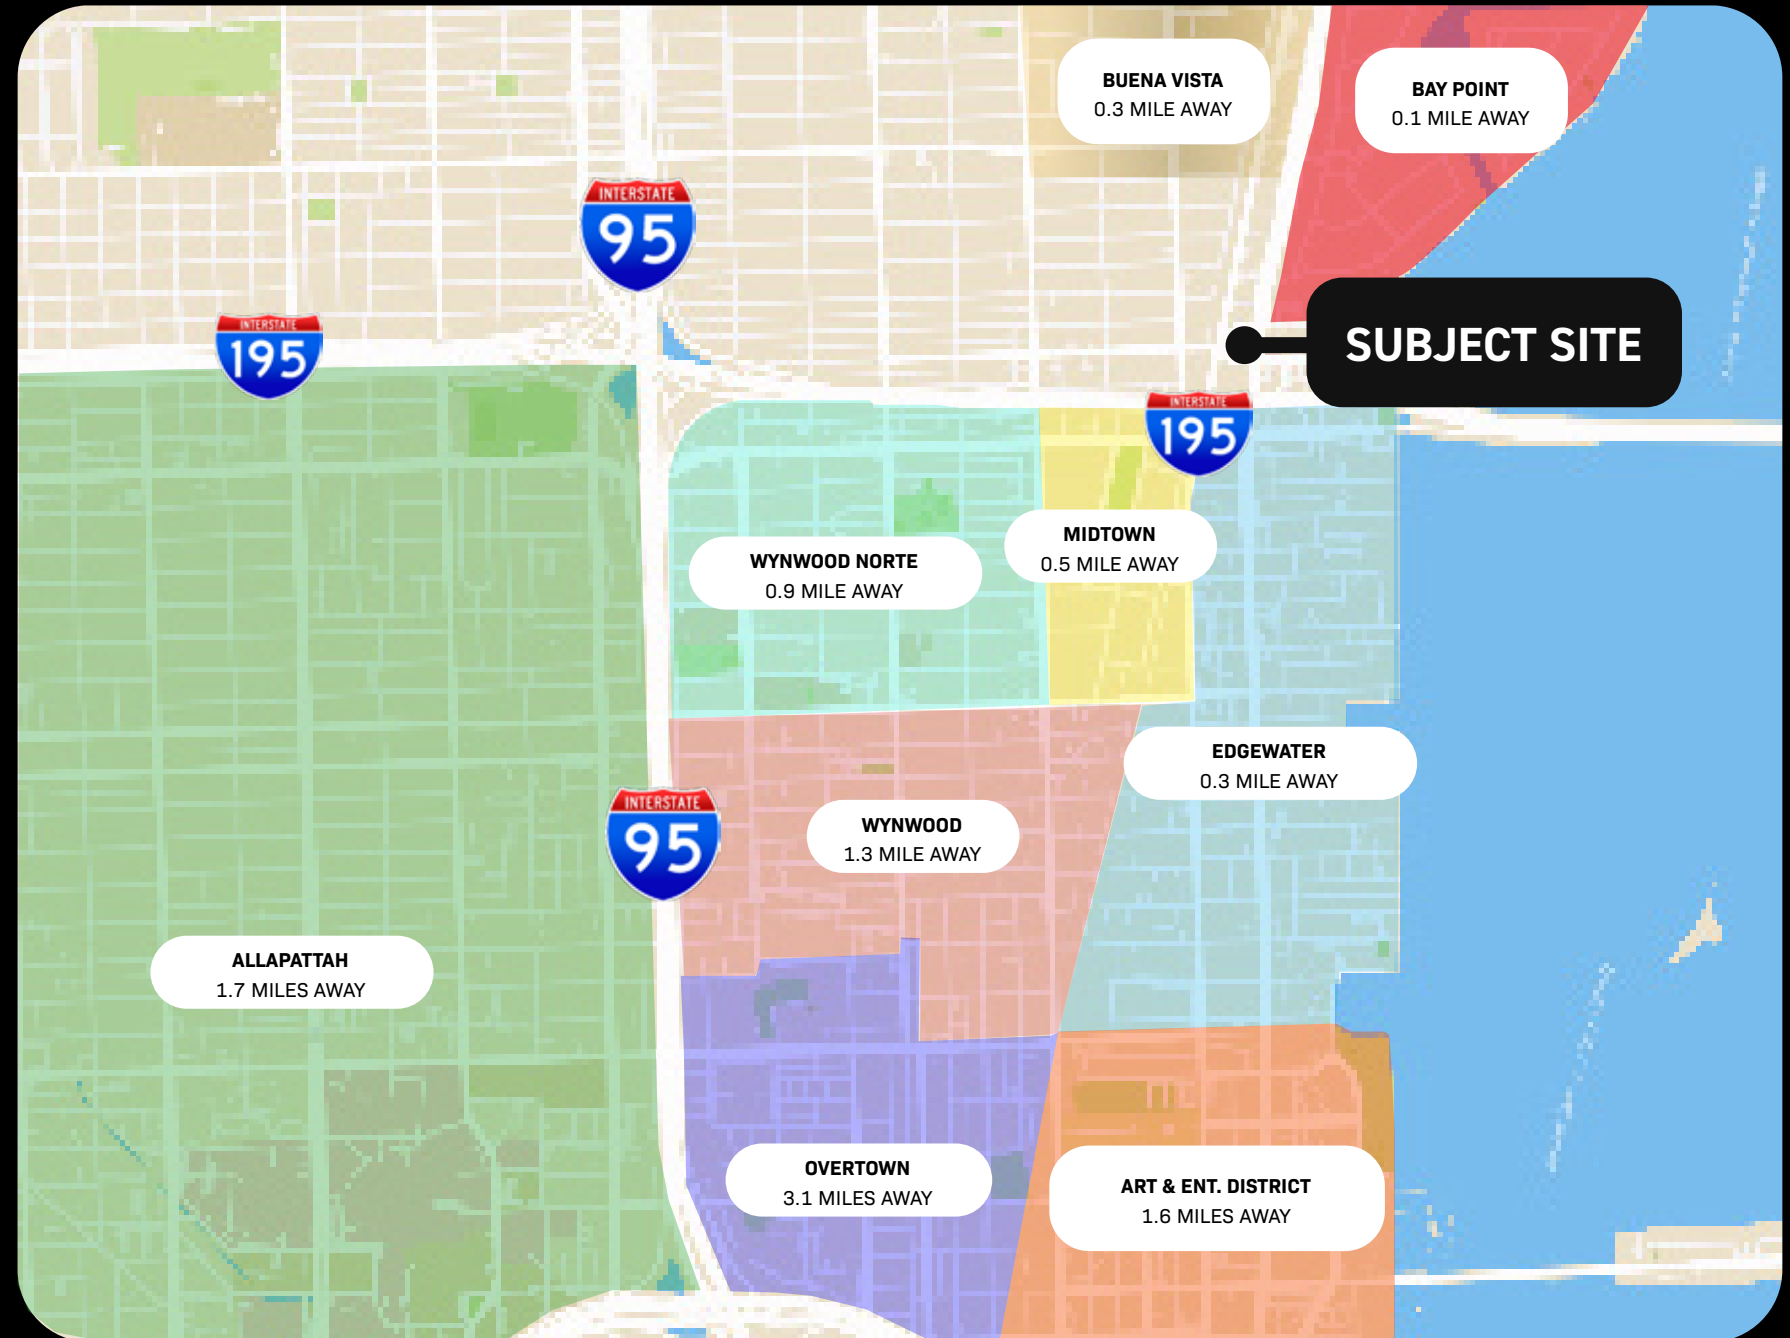 BUENA VISTA
0.3 MILE AWAY
BAY POINT
0.1 MILE AWAY
INTERSTATE
95
INTERSTATE
195
SUBJECT SITE
INTERSTATE
195
MIDTOWN
0.5 MILE AWAY
WYNWOOD NORTE
0.9 MILE AWAY
EDGEWATER
0.3 MILE AWAY
INTERSTATE
95
WYNWOOD
1.3 MILE AWAY
ALLAPATTAH
1.7 MILES AWAY
OVERTOWN
3.1 MILES AWAY
ART & ENT. DISTRICT
1.6 MILES AWAY